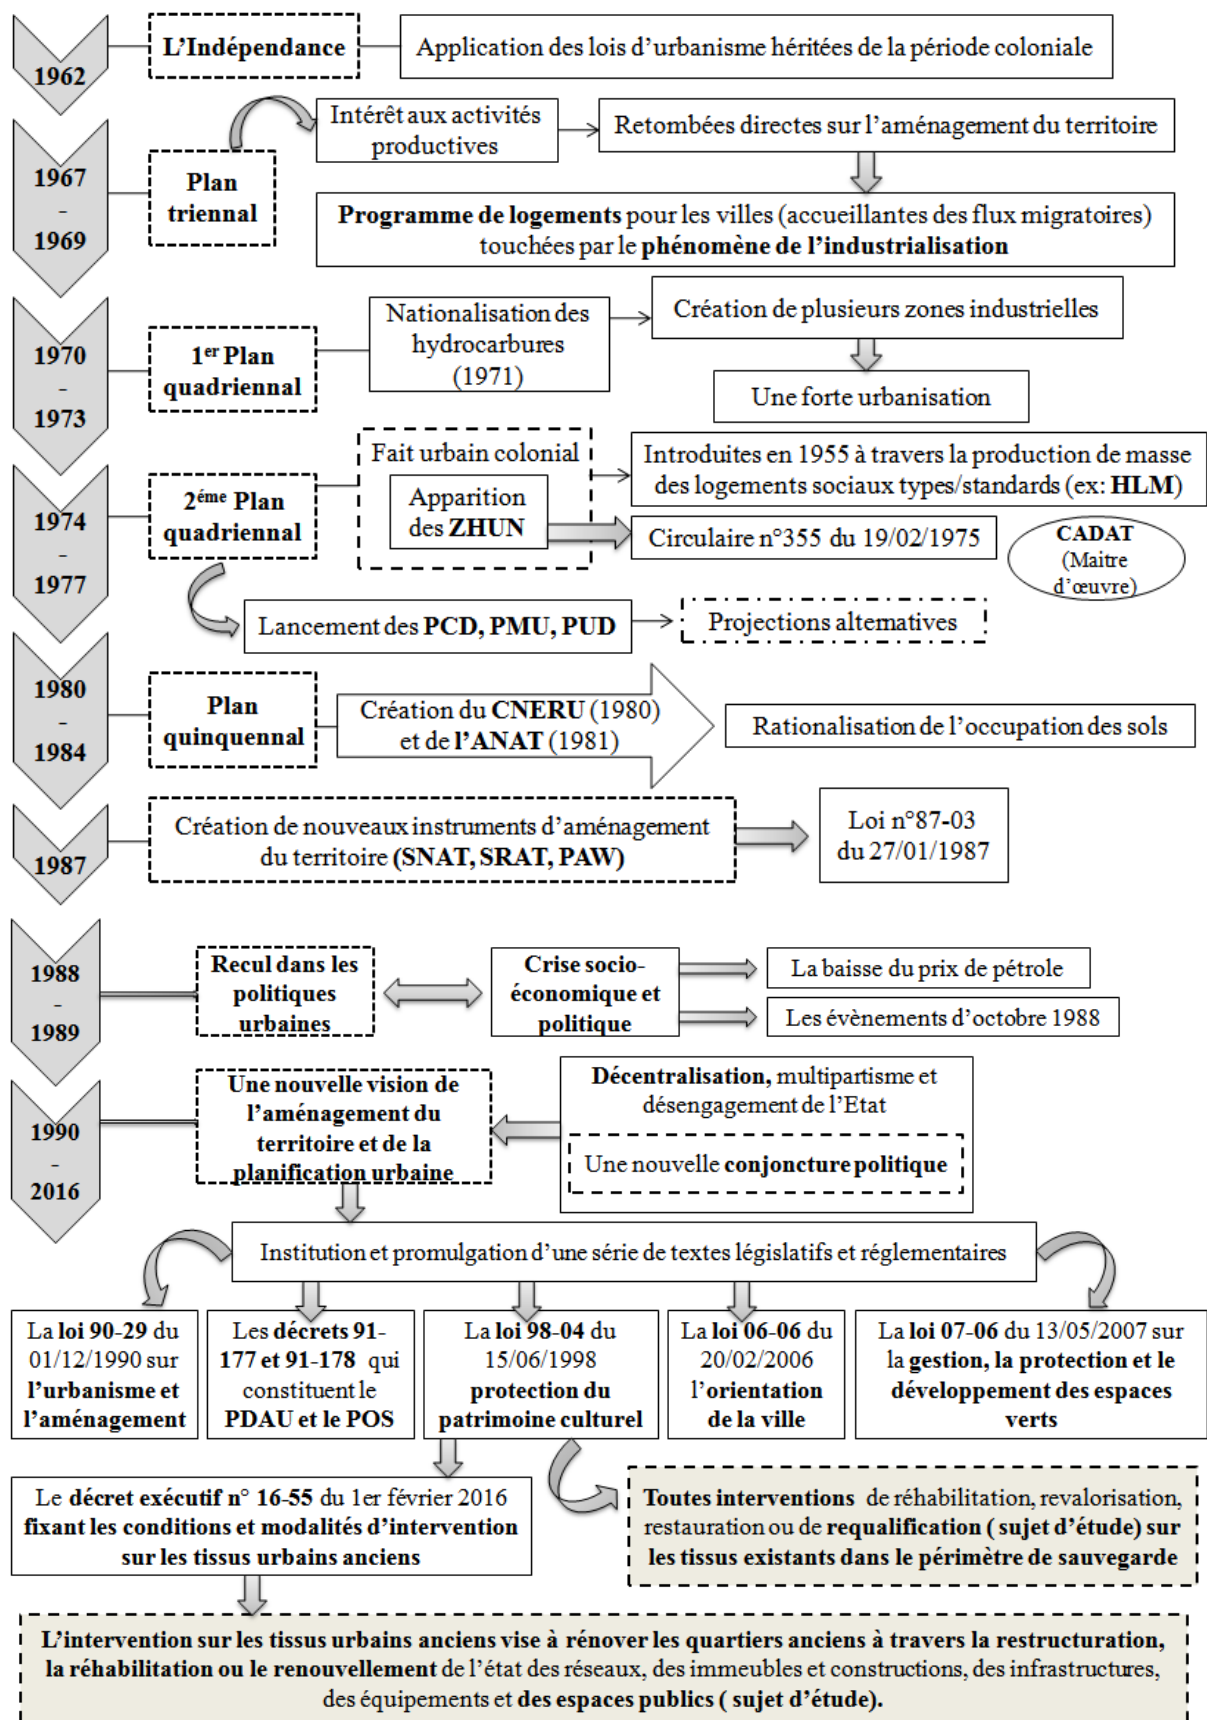 1962
L'Indépendance
Application des lois d'urbanisme héritées de la période coloniale
1967
-
1969
Plan
triennal
Intérêt aux activités
productives
Retombées directes sur l'aménagement du territoire
Programme de logements pour les villes (accueillantes des flux migratoires)
touchées par le phénomène de l'industrialisation
1970
-
1973
1er Plan
quadriennal
Nationalisation des
hydrocarbures
(1971)
Création de plusieurs zones industrielles
Une forte urbanisation
1974
-
1977
2éme Plan
quadriennal
Fait urbain colonial
Apparition
des ZHUN
Introduites en 1955 à travers la production de masse
des logements sociaux types/standards (ex: HLM)
Circulaire n°355 du 19/02/1975
CADAT
(Maitre
d'œuvre)
Lancement des PCD, PMU, PUD
Projections alternatives
1980
-
1984
Plan
quinquennal
Création du CNERU (1980)
et de l'ANAT (1981)
Rationalisation de l'occupation des sols
1987
Création de nouveaux instruments d'aménagement
du territoire (SNAT, SRAT, PAW)
Loi n°87-03
du 27/01/1987
1988
-
1989
Recul dans les
politiques
urbaines
Crise socio-
économique et
politique
La baisse du prix de pétrole
Les évènements d'octobre 1988
1990
-
2016
Une nouvelle vision de
l'aménagement du
territoire et de la
planification urbaine
Décentralisation, multipartisme et
désengagement de l'Etat
Une nouvelle conjoncture politique
Institution et promulgation d'une série de textes législatifs et réglementaires
La loi 90-29 du
01/12/1990 sur
l'urbanisme et
l'aménagement
Les décrets 91-
177 et 91-178 qui
constituent le
PDAU et le POS
La loi 98-04 du
15/06/1998
protection du
patrimoine culturel
La loi 06-06 du
20/02/2006
l'orientation
de la ville
La loi 07-06 du 13/05/2007 sur
la gestion, la protection et le
développement des espaces
verts
Le décret exécutif n° 16-55 du 1er février 2016
fixant les conditions et modalités d'intervention
sur les tissus urbains anciens
Toutes interventions de réhabilitation, revalorisation,
restauration ou de requalification ( sujet d'étude) sur
les tissus existants dans le périmètre de sauvegarde
L'intervention sur les tissus urbains anciens vise à rénover les quartiers anciens à travers la restructuration,
la réhabilitation ou le renouvellement de l'état des réseaux, des immeubles et constructions, des infrastructures,
des équipements et des espaces publics ( sujet d'étude).